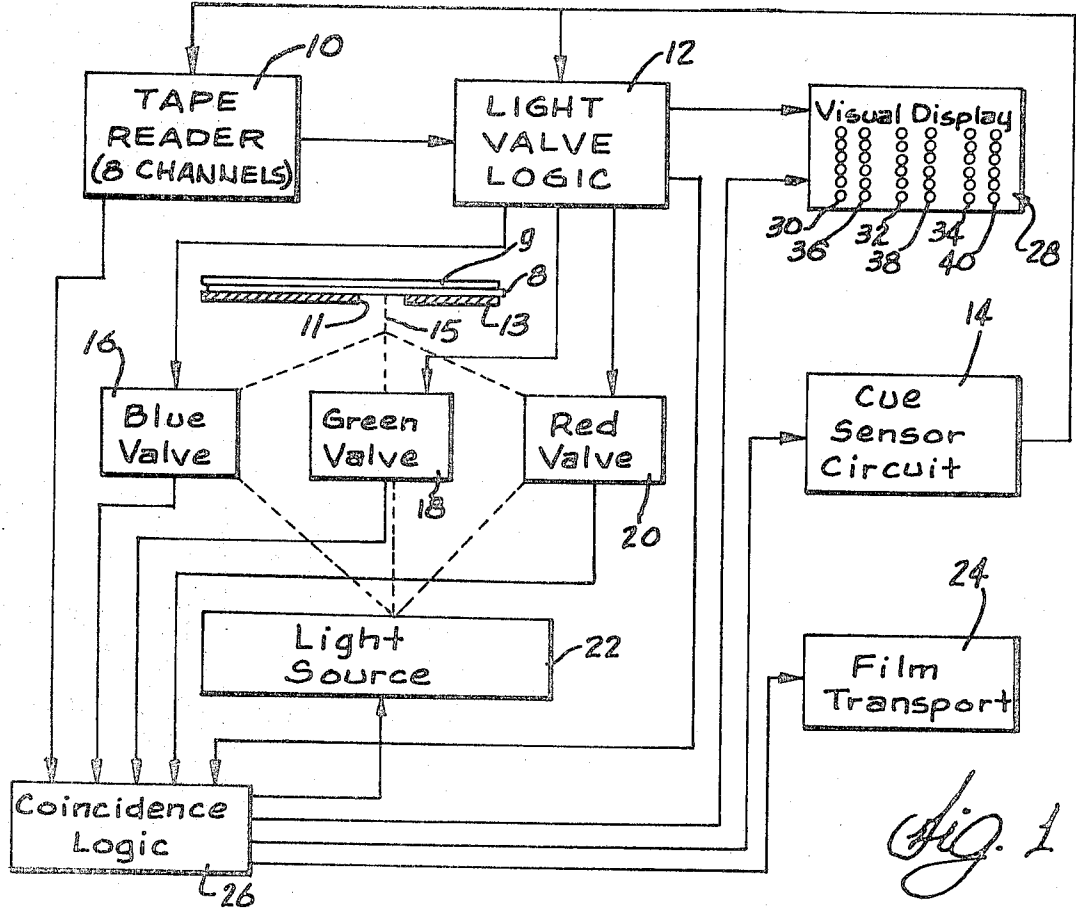 10
TAPE
READER
(8 CHANNELS)
12
LIGHT
VALVE
LOGIC
Visual Display
30
36
32
38
34
40
28
9
8
11
15
13
16
Blue
Valve
Green
Valve
18
Red
Valve
20
14
Cue
Sensor
Circuit
Light
Source
22
24
Film
Transport
Coincidence
Logic
26
Fig. 1